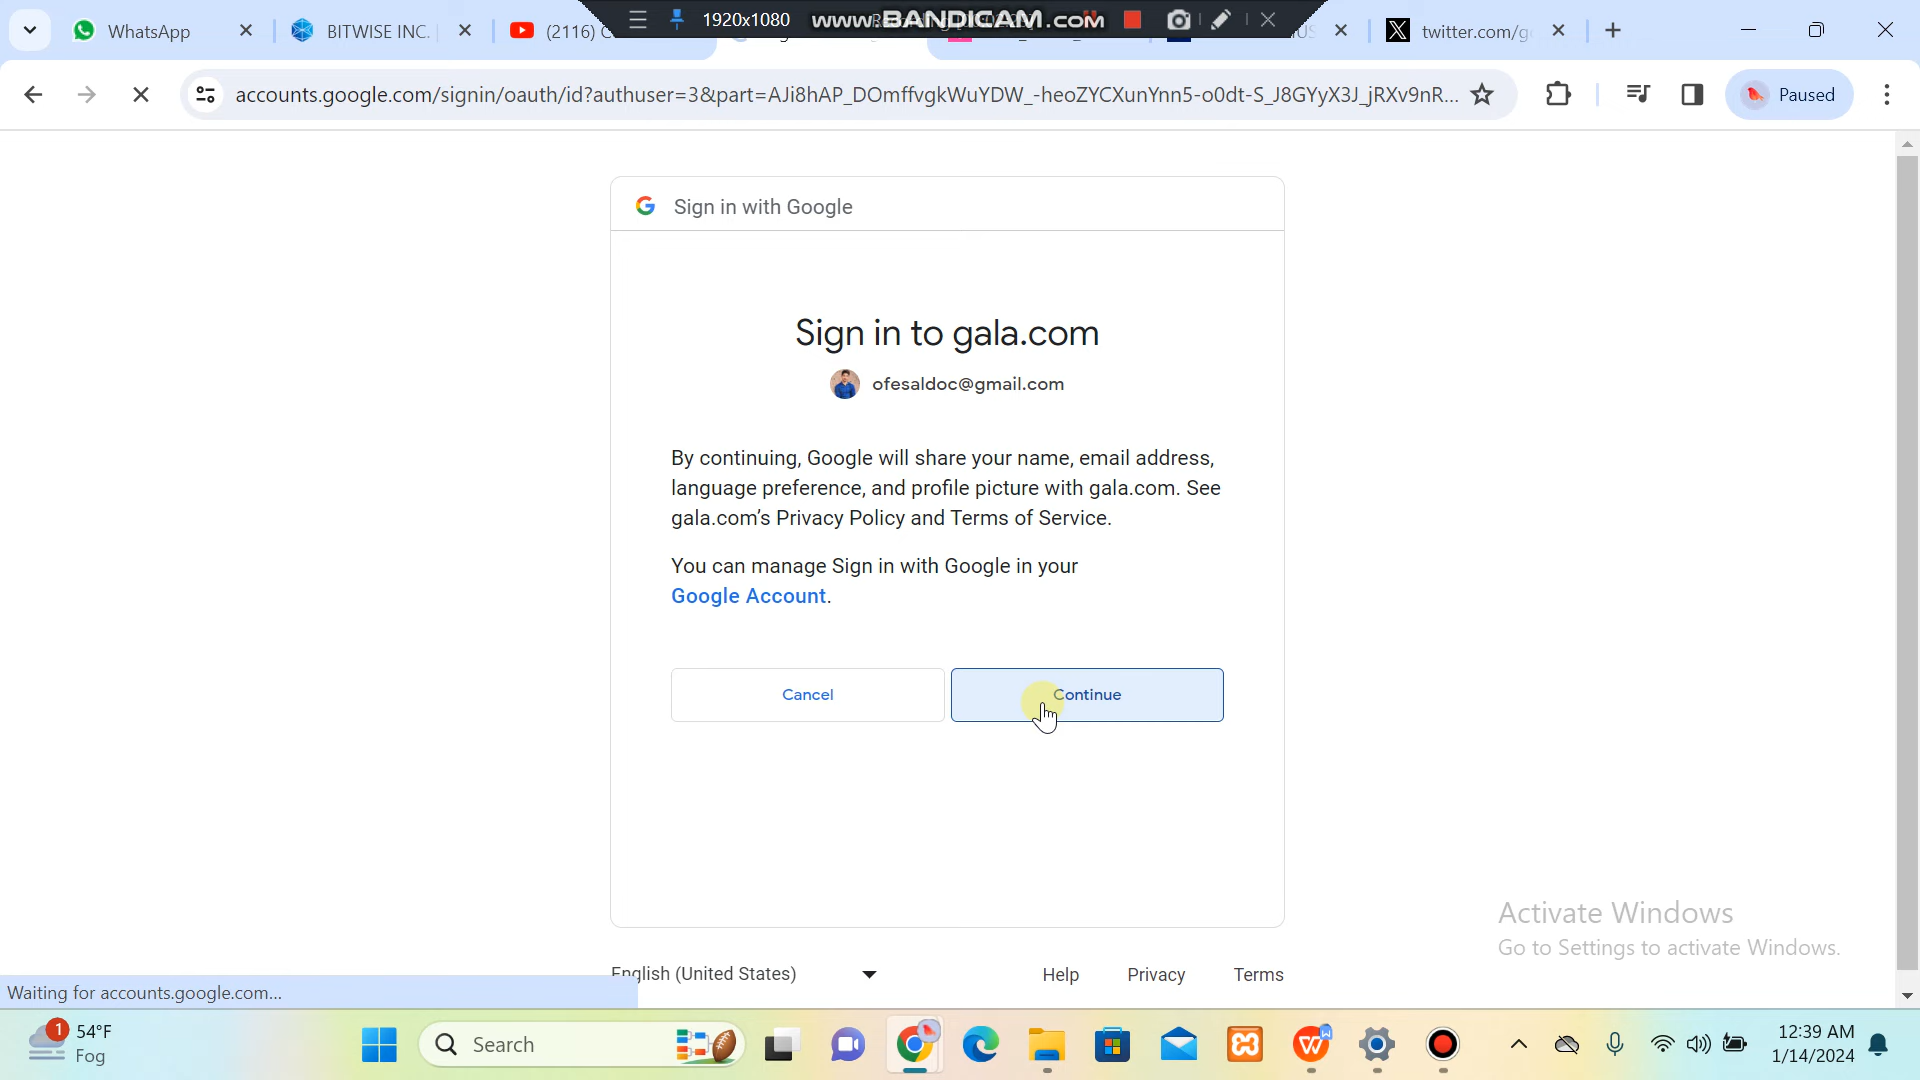 1920x1080
www.BANDICAM.com
WhatsApp
BITWISE INC.
(2116) C
twitter.com/g
accounts.google.com/signin/oauth/id?authuser=3&part=AJi8hAP_DOmffvgkWuYDW_-heoZYCXunYnn5-o0dt-S_J8GYyX3J_jRXv9nR...
Paused
Sign in with Google
Sign in to gala.com
ofesaldoc@gmail.com
By continuing, Google will share your name, email address,
language preference, and profile picture with gala.com. See
gala.com’s Privacy Policy and Terms of Service.
You can manage Sign in with Google in your
Google Account.
Cancel
Continue
Activate Windows
Go to Settings to activate Windows.
English (United States)
Help
Privacy
Terms
Waiting for accounts.google.com...
1
54°F
Fog
Search
12:39 AM
1/14/2024